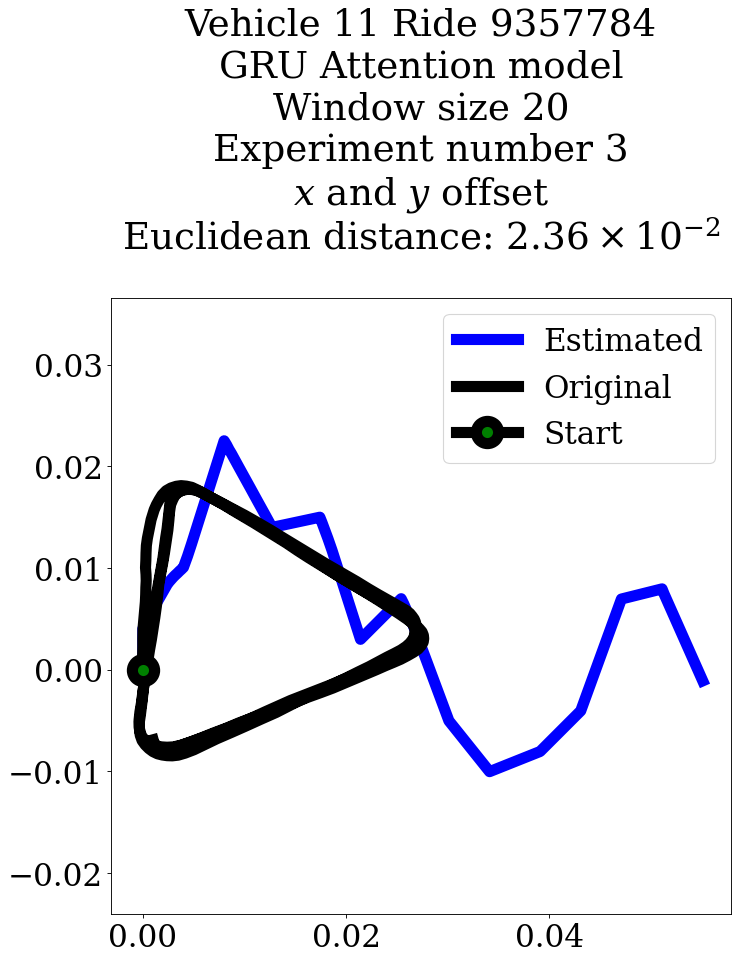 Vehicle 11 Ride 9357784
GRU Attention model
Window size 20
Experiment number 3
x and y offset
Euclidean distance: 2.36 × 10⁻²
Estimated
Original
Start
0.03
0.02
0.01
0.00
−0.01
−0.02
0.00 0.02 0.04